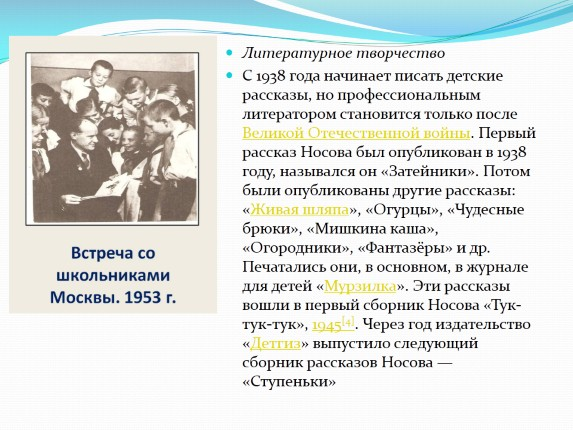 Литературное творчество
С 1938 года начинает писать детские
рассказы, но профессиональным
литератором становится только после
Великой Отечественной войны. Первый
рассказ Носова был опубликован в 1938
году, назывался он «Затейники». Потом
были опубликованы другие рассказы:
«Живая шляпа», «Огурцы», «Чудесные
брюки», «Мишкина каша»,
«Огородники», «Фантазёры» и др.
Печатались они, в основном, в журнале
для детей «Мурзилка». Эти рассказы
вошли в первый сборник Носова «Тук-
тук-тук», 1945[4]. Через год издательство
«Детгиз» выпустило следующий
сборник рассказов Носова —
«Ступеньки»
Встреча со
школьниками
Москвы. 1953 г.